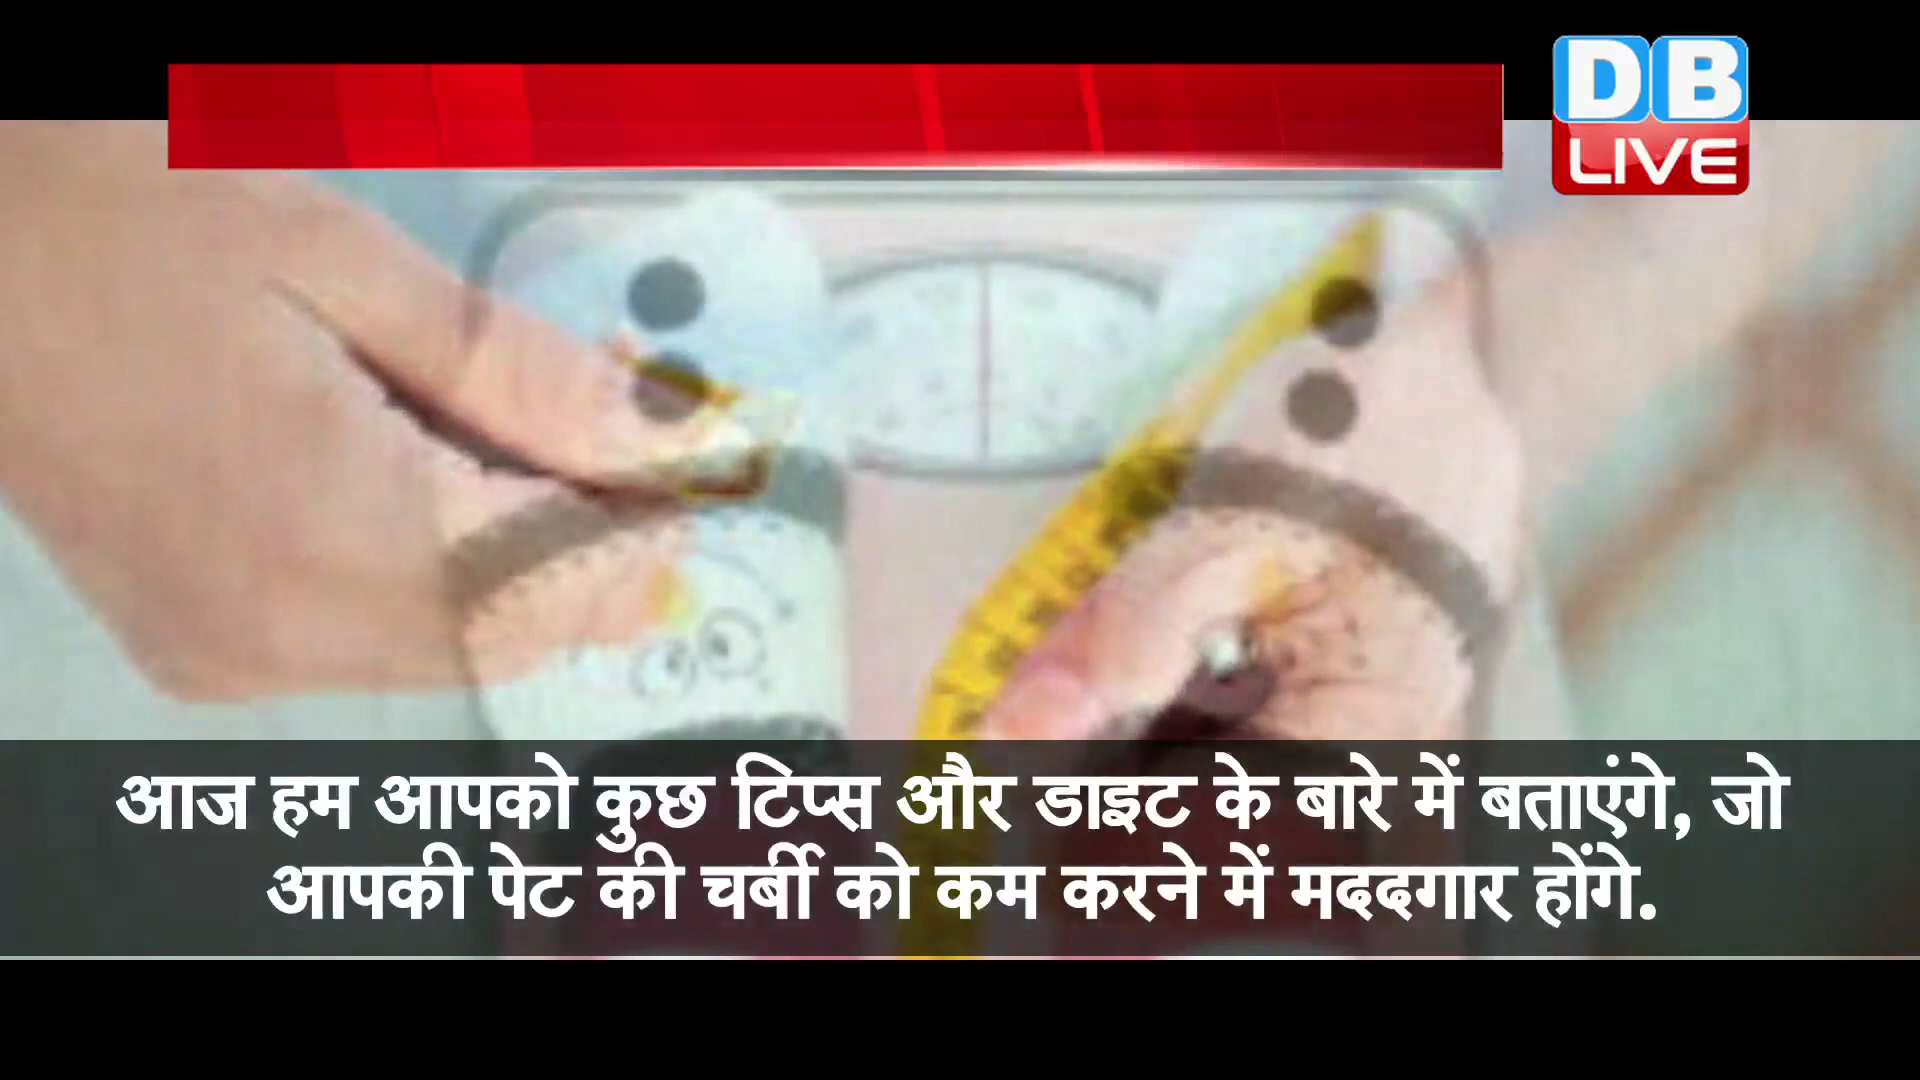 DB
LIVE
आज हम आपको कुछ टिप्स और डाइट के बारे में बताएंगे, जो
आपकी पेट की चर्बी को कम करने में मददगार होंगे.